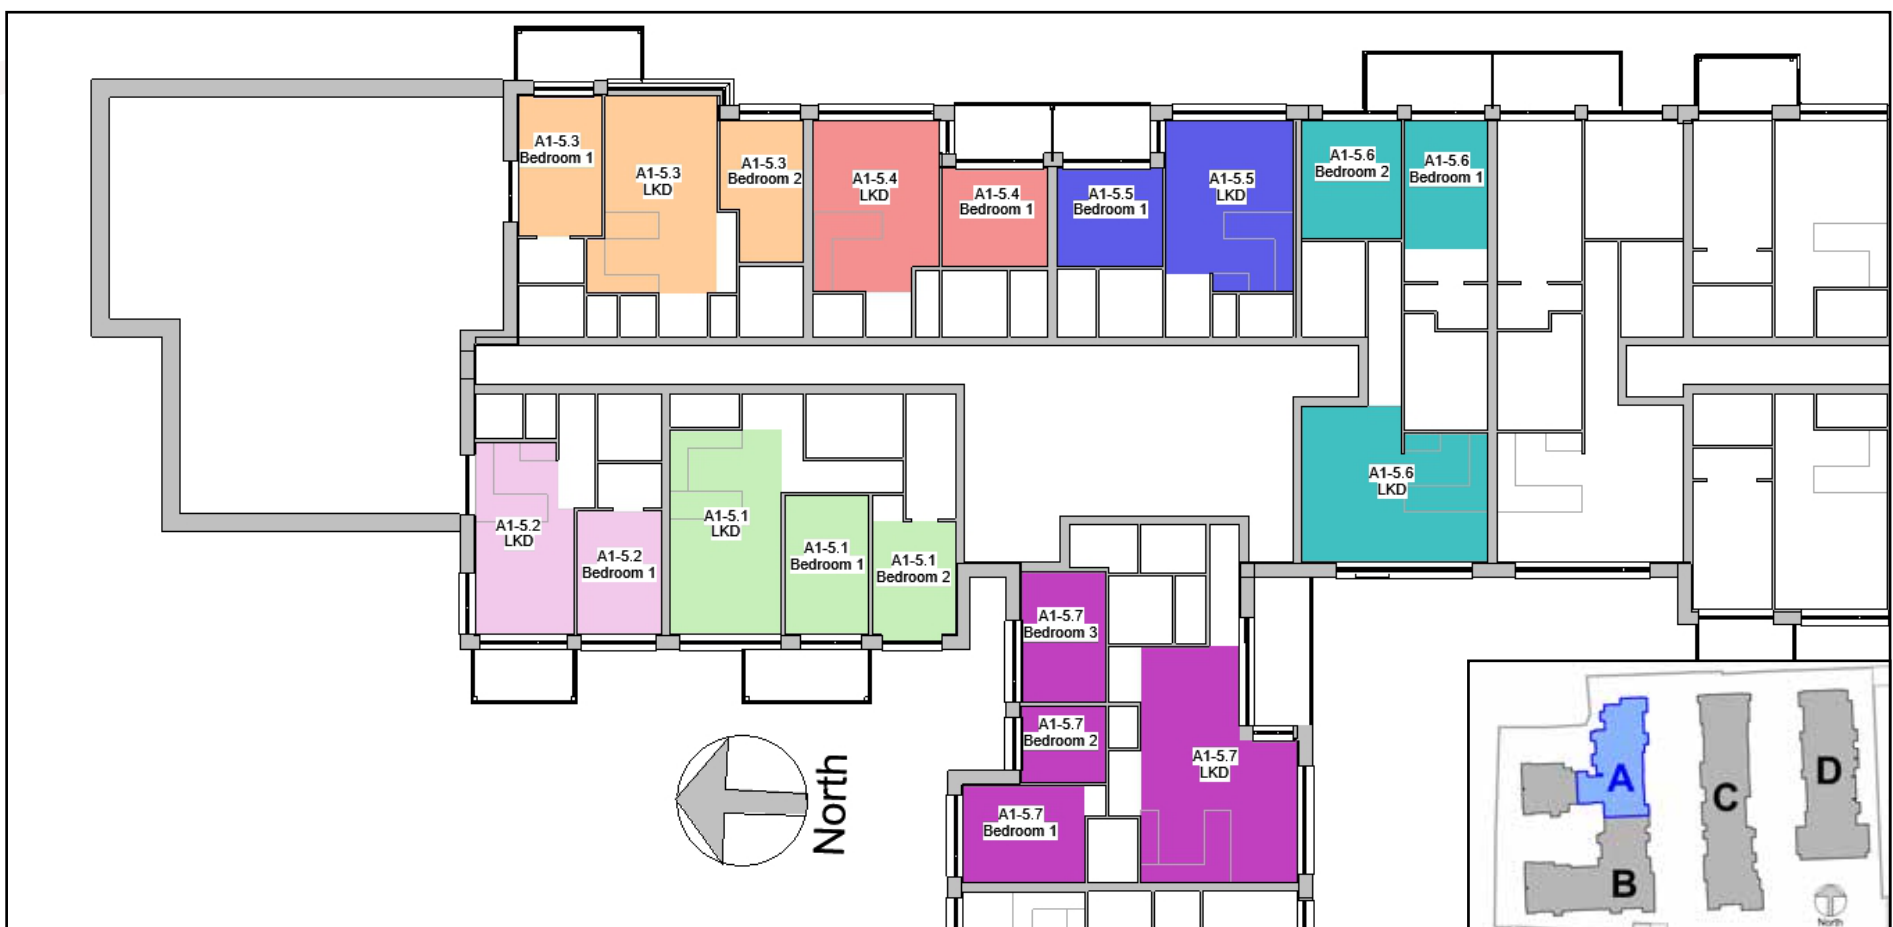 A1-5.3
Bedroom 1
A1-5.3
LKD
A1-5.3
Bedroom 2
A1-5.4
LKD
A1-5.4
Bedroom 1
A1-5.5
Bedroom 1
A1-5.5
LKD
A1-5.6
Bedroom 2
A1-5.6
Bedroom 1
A1-5.2
LKD
A1-5.2
Bedroom 1
A1-5.1
LKD
A1-5.1
Bedroom 1
A1-5.1
Bedroom 2
A1-5.6
LKD
A1-5.7
Bedroom 3
A1-5.7
Bedroom 2
A1-5.7
LKD
A1-5.7
Bedroom 1
North
A
B
C
D
North